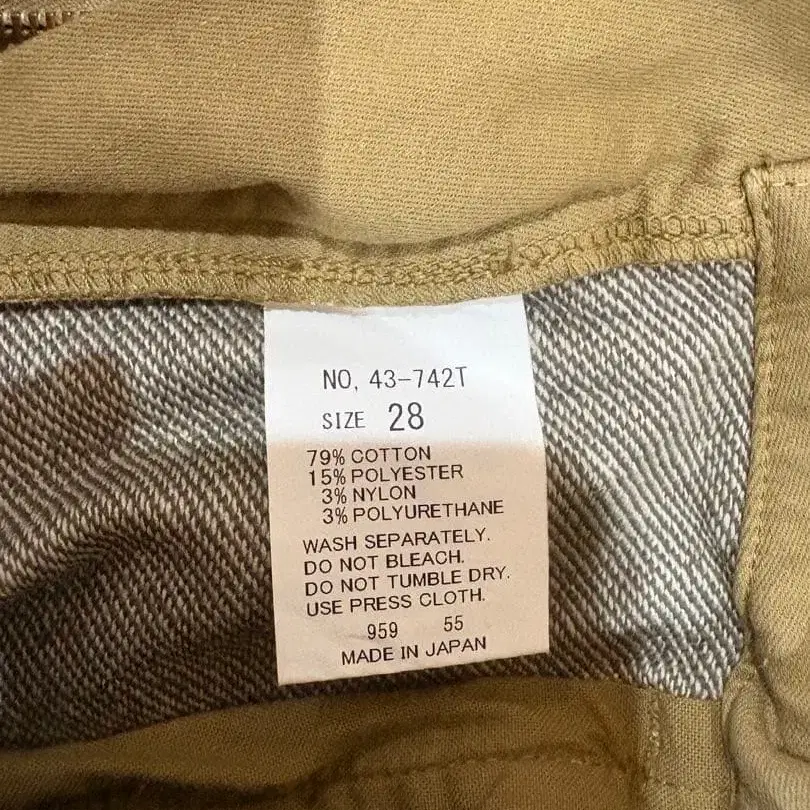 NO, 43-742T
SIZE 28
79% COTTON
15% POLYESTER
3% NYLON
3% POLYURETHANE
WASH SEPARATELY.
DO NOT BLEACH.
DO NOT TUMBLE DRY.
USE PRESS CLOTH.
959 55
MADE IN JAPAN